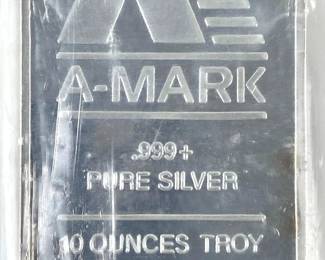 A-MARK
.999+
PURE SILVER
10 OUNCES TROY